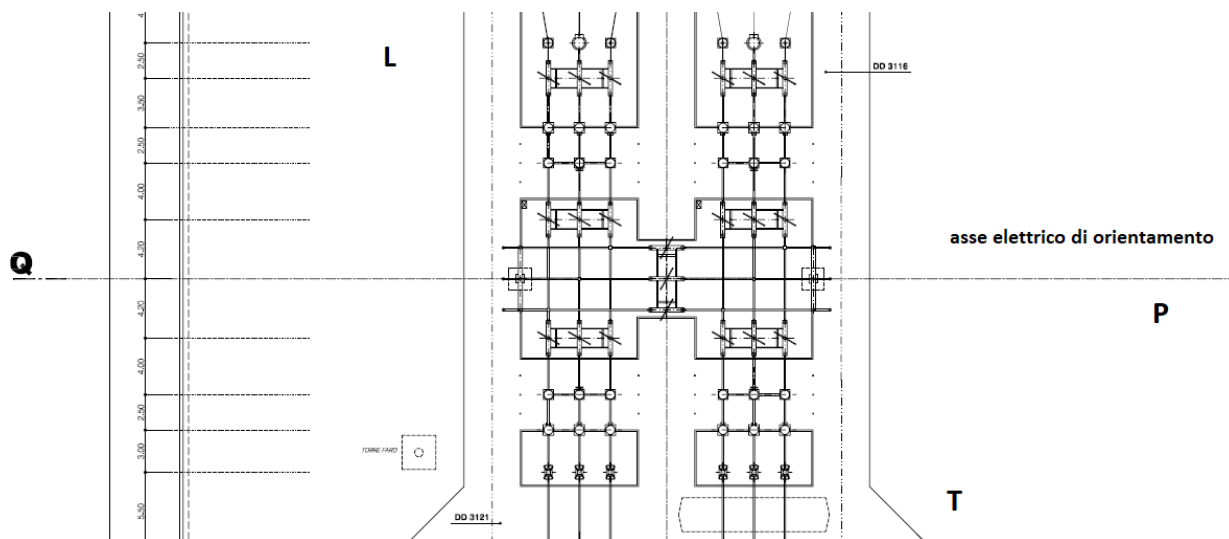 4
2.50
3.50
2.50
4.00
4.20
4.20
4.00
2.50
3.00
5.50
L
DD 3116
asse elettrico di orientamento
Q
P
TORRE FARO
T
DD 3121